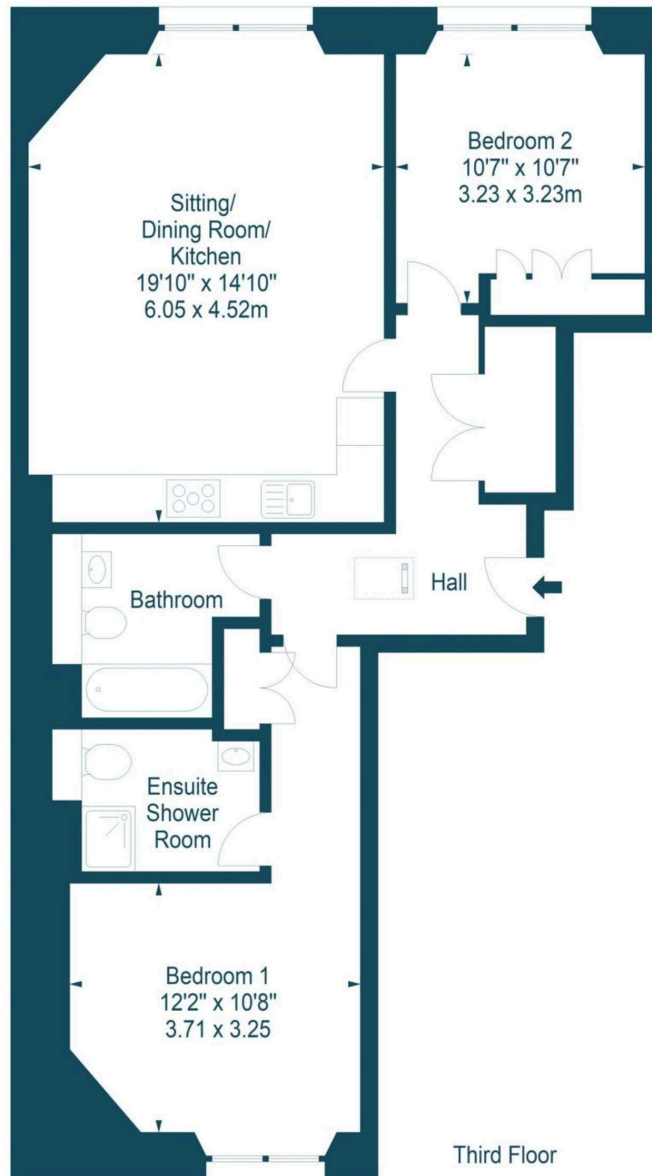 Bedroom 2
10'7" x 10'7"
3.23 x 3.23m
Sitting/
Dining Room/
Kitchen
19'10" x 14'10"
6.05 x 4.52m
Bathroom
Hall
Ensuite
Shower
Room
Bedroom 1
12'2" x 10'8"
3.71 x 3.25
Third Floor